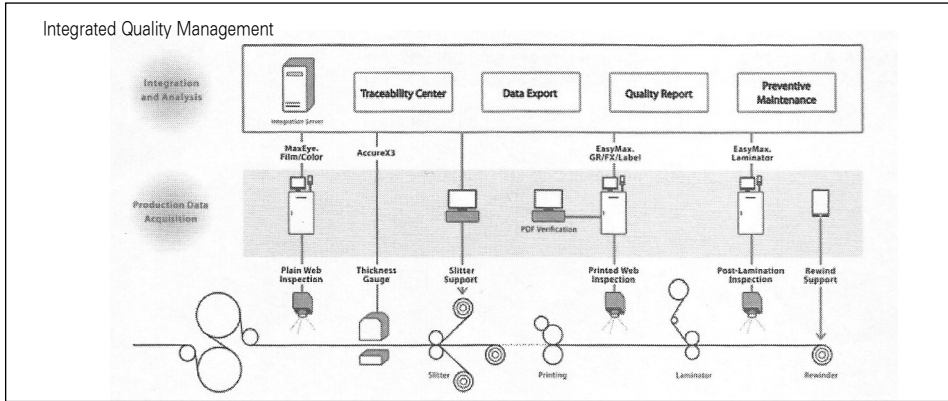 Integrated Quality Management
Integration
and Analysis
Integration Server
Traceability Center
Data Export
Quality Report
Preventive
Maintenance
MaxEye.
Film/Color
AccureX3
EasyMax.
GR/FX/Label
EasyMax.
Laminator
Production Data
Acquisition
PDF Verification
Plain Web
Inspection
Thickness
Gauge
Slitter
Support
Printed Web
Inspection
Post-Lamination
Inspection
Rewind
Support
Slitter
Printing
Laminator
Rewinder